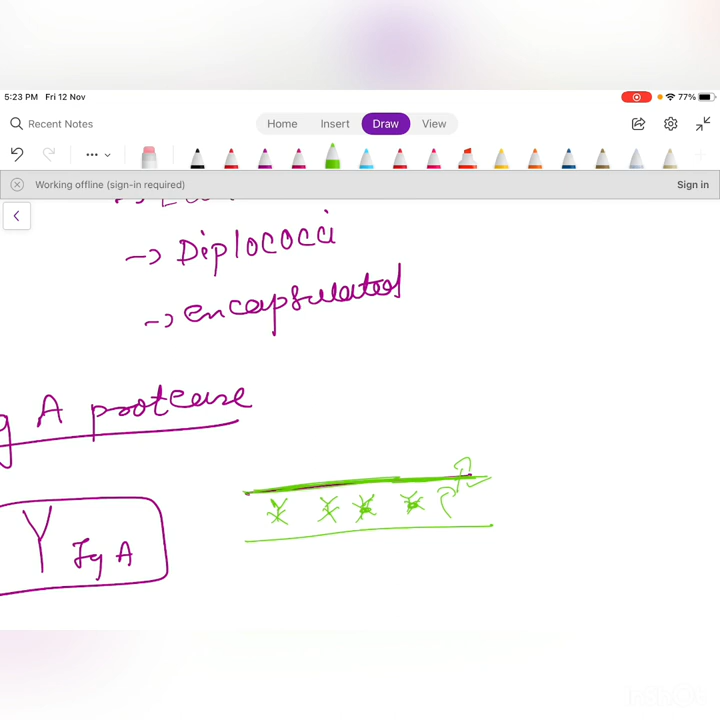 5:23 PM Fri 12 Nov
77%
Recent Notes
Home Insert Draw View
Working offline (sign-in required)
Sign in
-> Diplococci
-> encapsulated
g A protease
Y Ig A